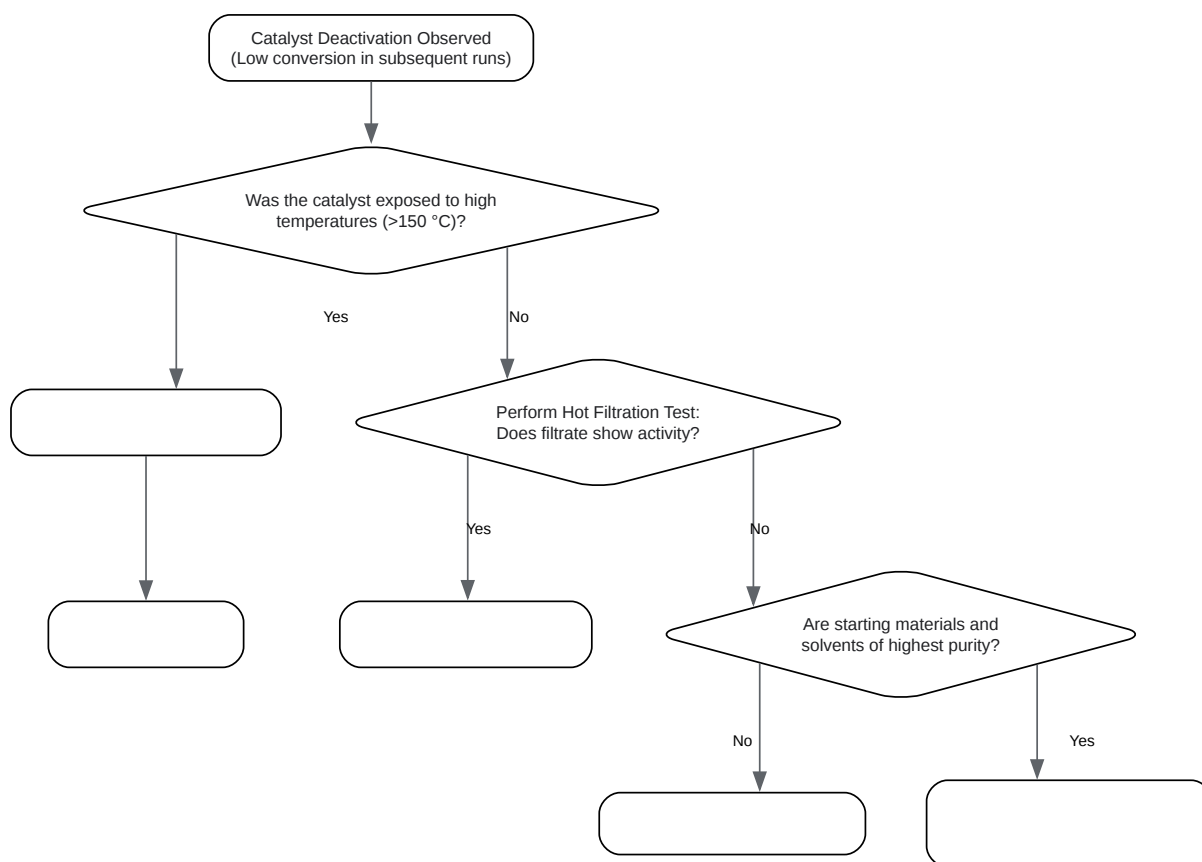 Catalyst Deactivation Observed
(Low conversion in subsequent runs)
Was the catalyst exposed to high
temperatures (>150 °C)?
Yes
No
Perform Hot Filtration Test:
Does filtrate show activity?
Yes
No
Are starting materials and
solvents of highest purity?
No
Yes